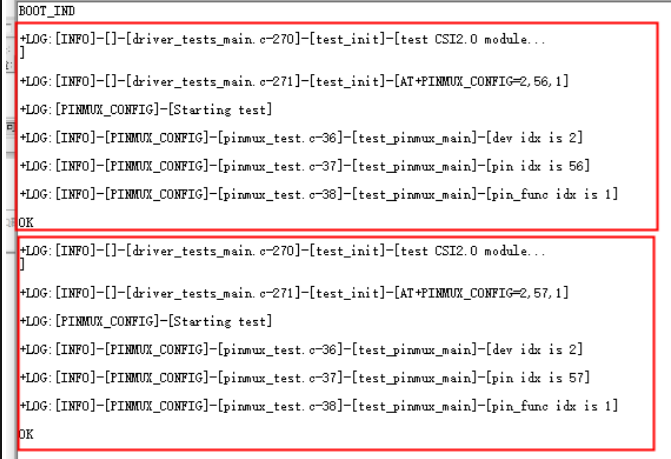 BOOT_IND
+LOG:[INFO]-[]-[driver_tests_main.c-270]-[test_init]-[test CSI2.0 module...
]
+LOG:[INFO]-[]-[driver_tests_main.c-271]-[test_init]-[AT+PINMUX_CONFIG=2,56,1]
+LOG:[PINMUX_CONFIG]-[Starting test]
+LOG:[INFO]-[PINMUX_CONFIG]-[pinmux_test.c-36]-[test_pinmux_main]-[dev idx is 2]
+LOG:[INFO]-[PINMUX_CONFIG]-[pinmux_test.c-37]-[test_pinmux_main]-[pin idx is 56]
+LOG:[INFO]-[PINMUX_CONFIG]-[pinmux_test.c-38]-[test_pinmux_main]-[pin_func idx is 1]
OK
+LOG:[INFO]-[]-[driver_tests_main.c-270]-[test_init]-[test CSI2.0 module...
]
+LOG:[INFO]-[]-[driver_tests_main.c-271]-[test_init]-[AT+PINMUX_CONFIG=2,57,1]
+LOG:[PINMUX_CONFIG]-[Starting test]
+LOG:[INFO]-[PINMUX_CONFIG]-[pinmux_test.c-36]-[test_pinmux_main]-[dev idx is 2]
+LOG:[INFO]-[PINMUX_CONFIG]-[pinmux_test.c-37]-[test_pinmux_main]-[pin idx is 57]
+LOG:[INFO]-[PINMUX_CONFIG]-[pinmux_test.c-38]-[test_pinmux_main]-[pin_func idx is 1]
OK